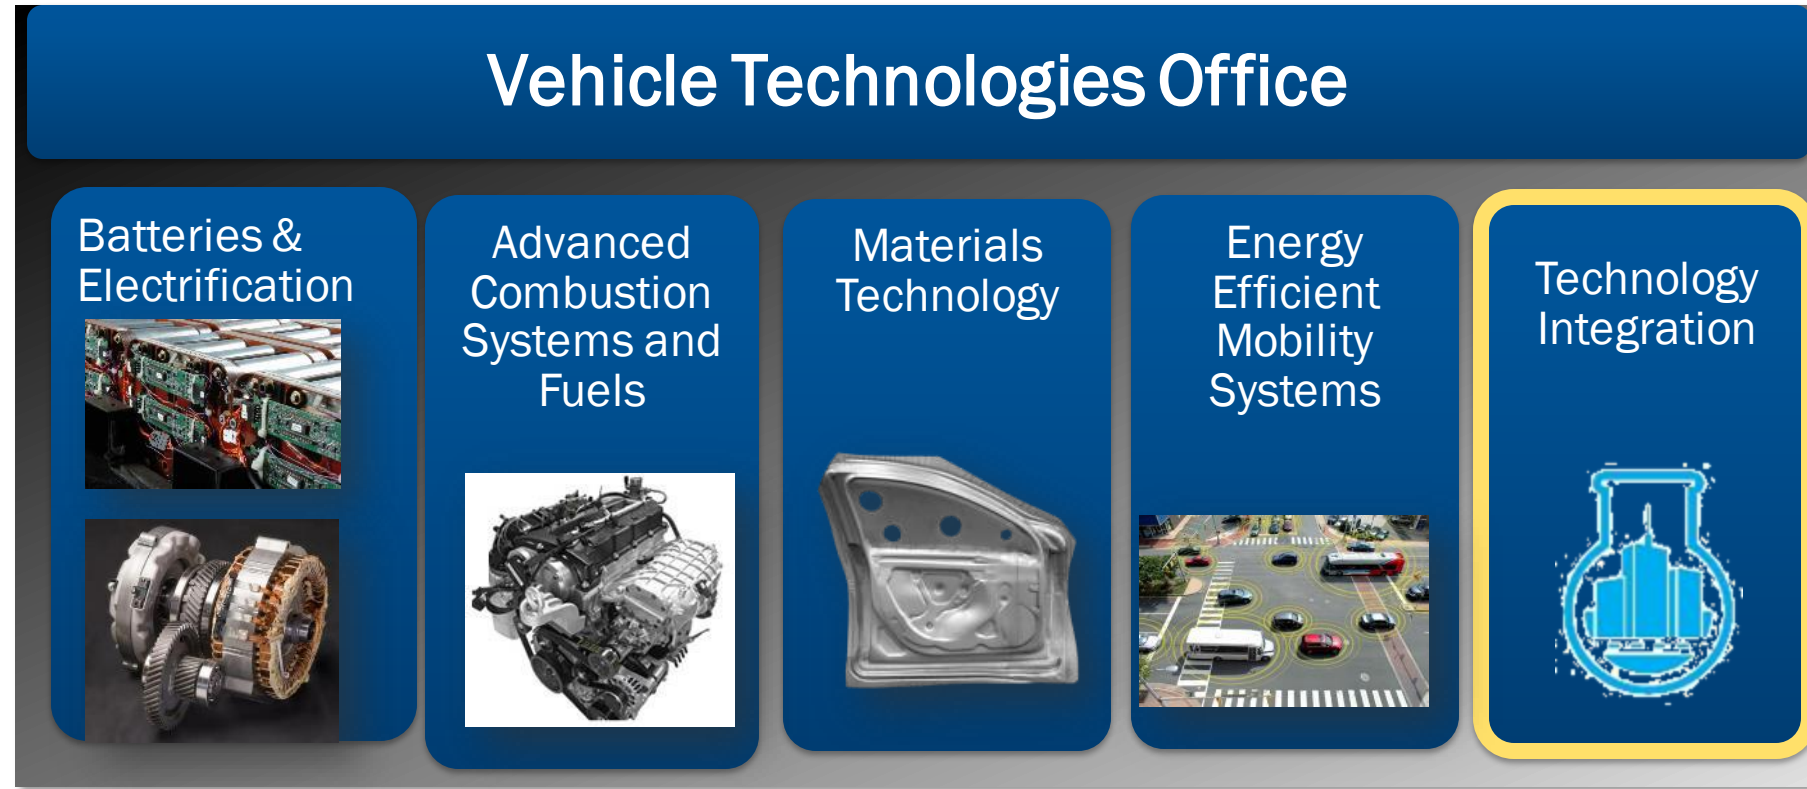 Vehicle Technologies Office
Batteries &
Electrification
Advanced
Combustion
Systems and
Fuels
Materials
Technology
Energy
Efficient
Mobility
Systems
Technology
Integration